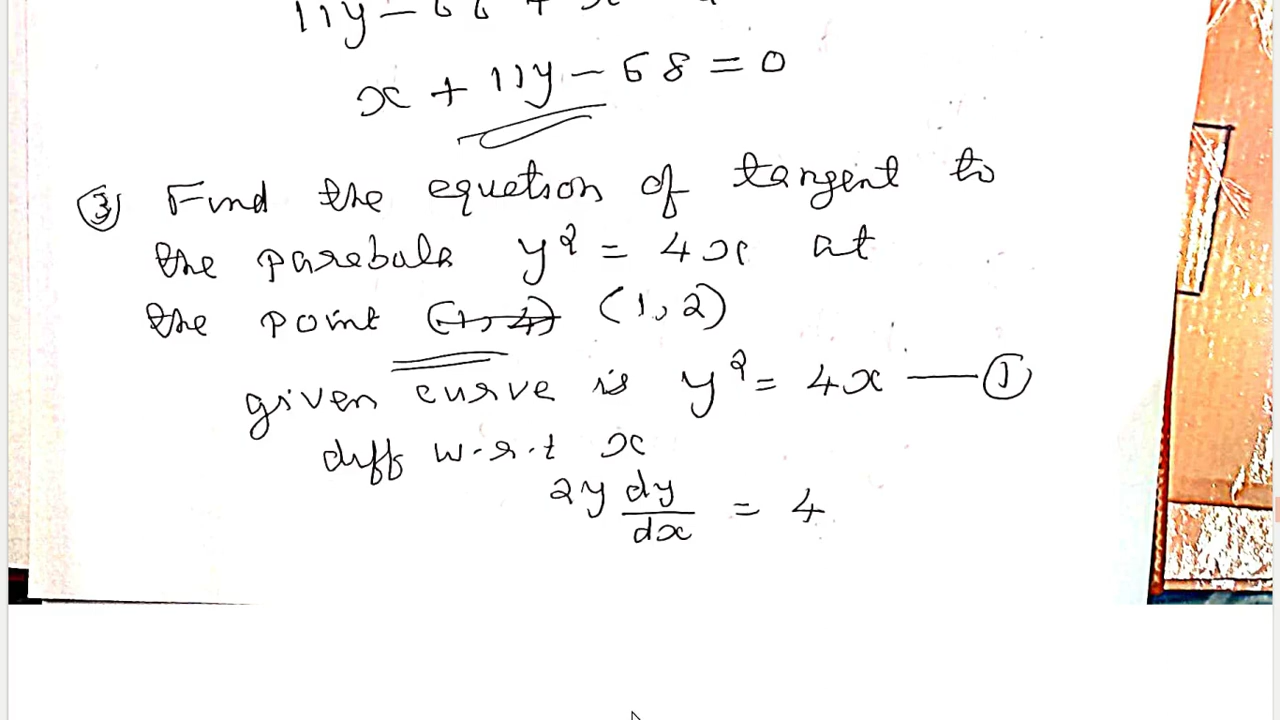 x + 11y - 68 = 0
③ Find the equation of tangent to
the parabola y² = 4x at
the point (1, 2)
given curve is y² = 4x — ①
diff w.r.t x
2y dy/dx = 4